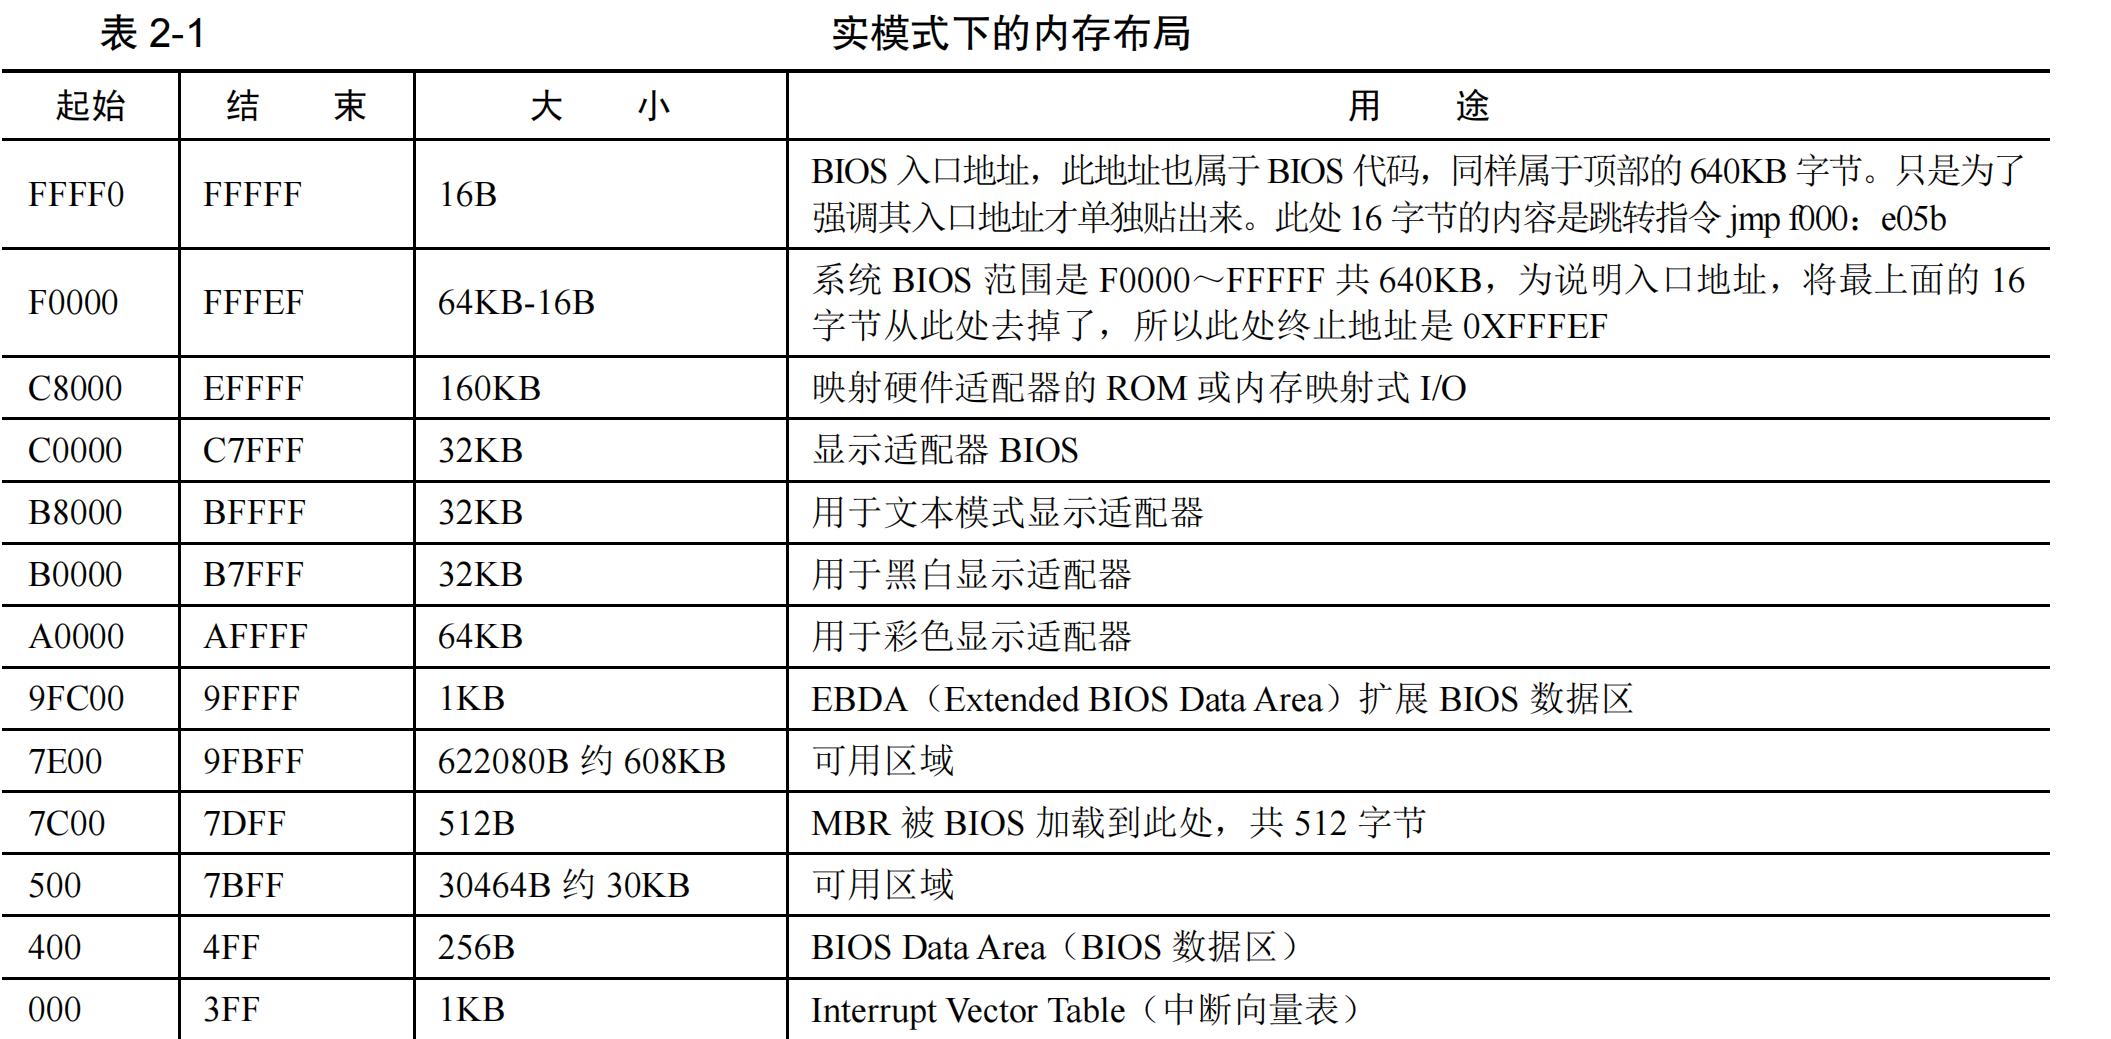 表 2-1 实模式下的内存布局
起始 结 束 大 小 用 途
FFFF0 FFFFF 16B BIOS 入口地址，此地址也属于 BIOS 代码，同样属于顶部的 640KB 字节。只是为了
强调其入口地址才单独贴出来。此处 16 字节的内容是跳转指令 jmp f000：e05b
F0000 FFFEF 64KB-16B 系统 BIOS 范围是 F0000～FFFFF 共 640KB，为说明入口地址，将最上面的 16
字节从此处去掉了，所以此处终止地址是 0XFFFEF
C8000 EFFFF 160KB 映射硬件适配器的 ROM 或内存映射式 I/O
C0000 C7FFF 32KB 显示适配器 BIOS
B8000 BFFFF 32KB 用于文本模式显示适配器
B0000 B7FFF 32KB 用于黑白显示适配器
A0000 AFFFF 64KB 用于彩色显示适配器
9FC00 9FFFF 1KB EBDA（Extended BIOS Data Area）扩展 BIOS 数据区
7E00 9FBFF 622080B 约 608KB 可用区域
7C00 7DFF 512B MBR 被 BIOS 加载到此处，共 512 字节
500 7BFF 30464B 约 30KB 可用区域
400 4FF 256B BIOS Data Area（BIOS 数据区）
000 3FF 1KB Interrupt Vector Table（中断向量表）